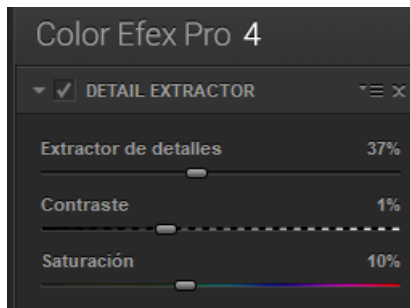 Color Efex Pro 4
DETAIL EXTRACTOR
Extractor de detalles 37%
Contraste 1%
Saturación 10%